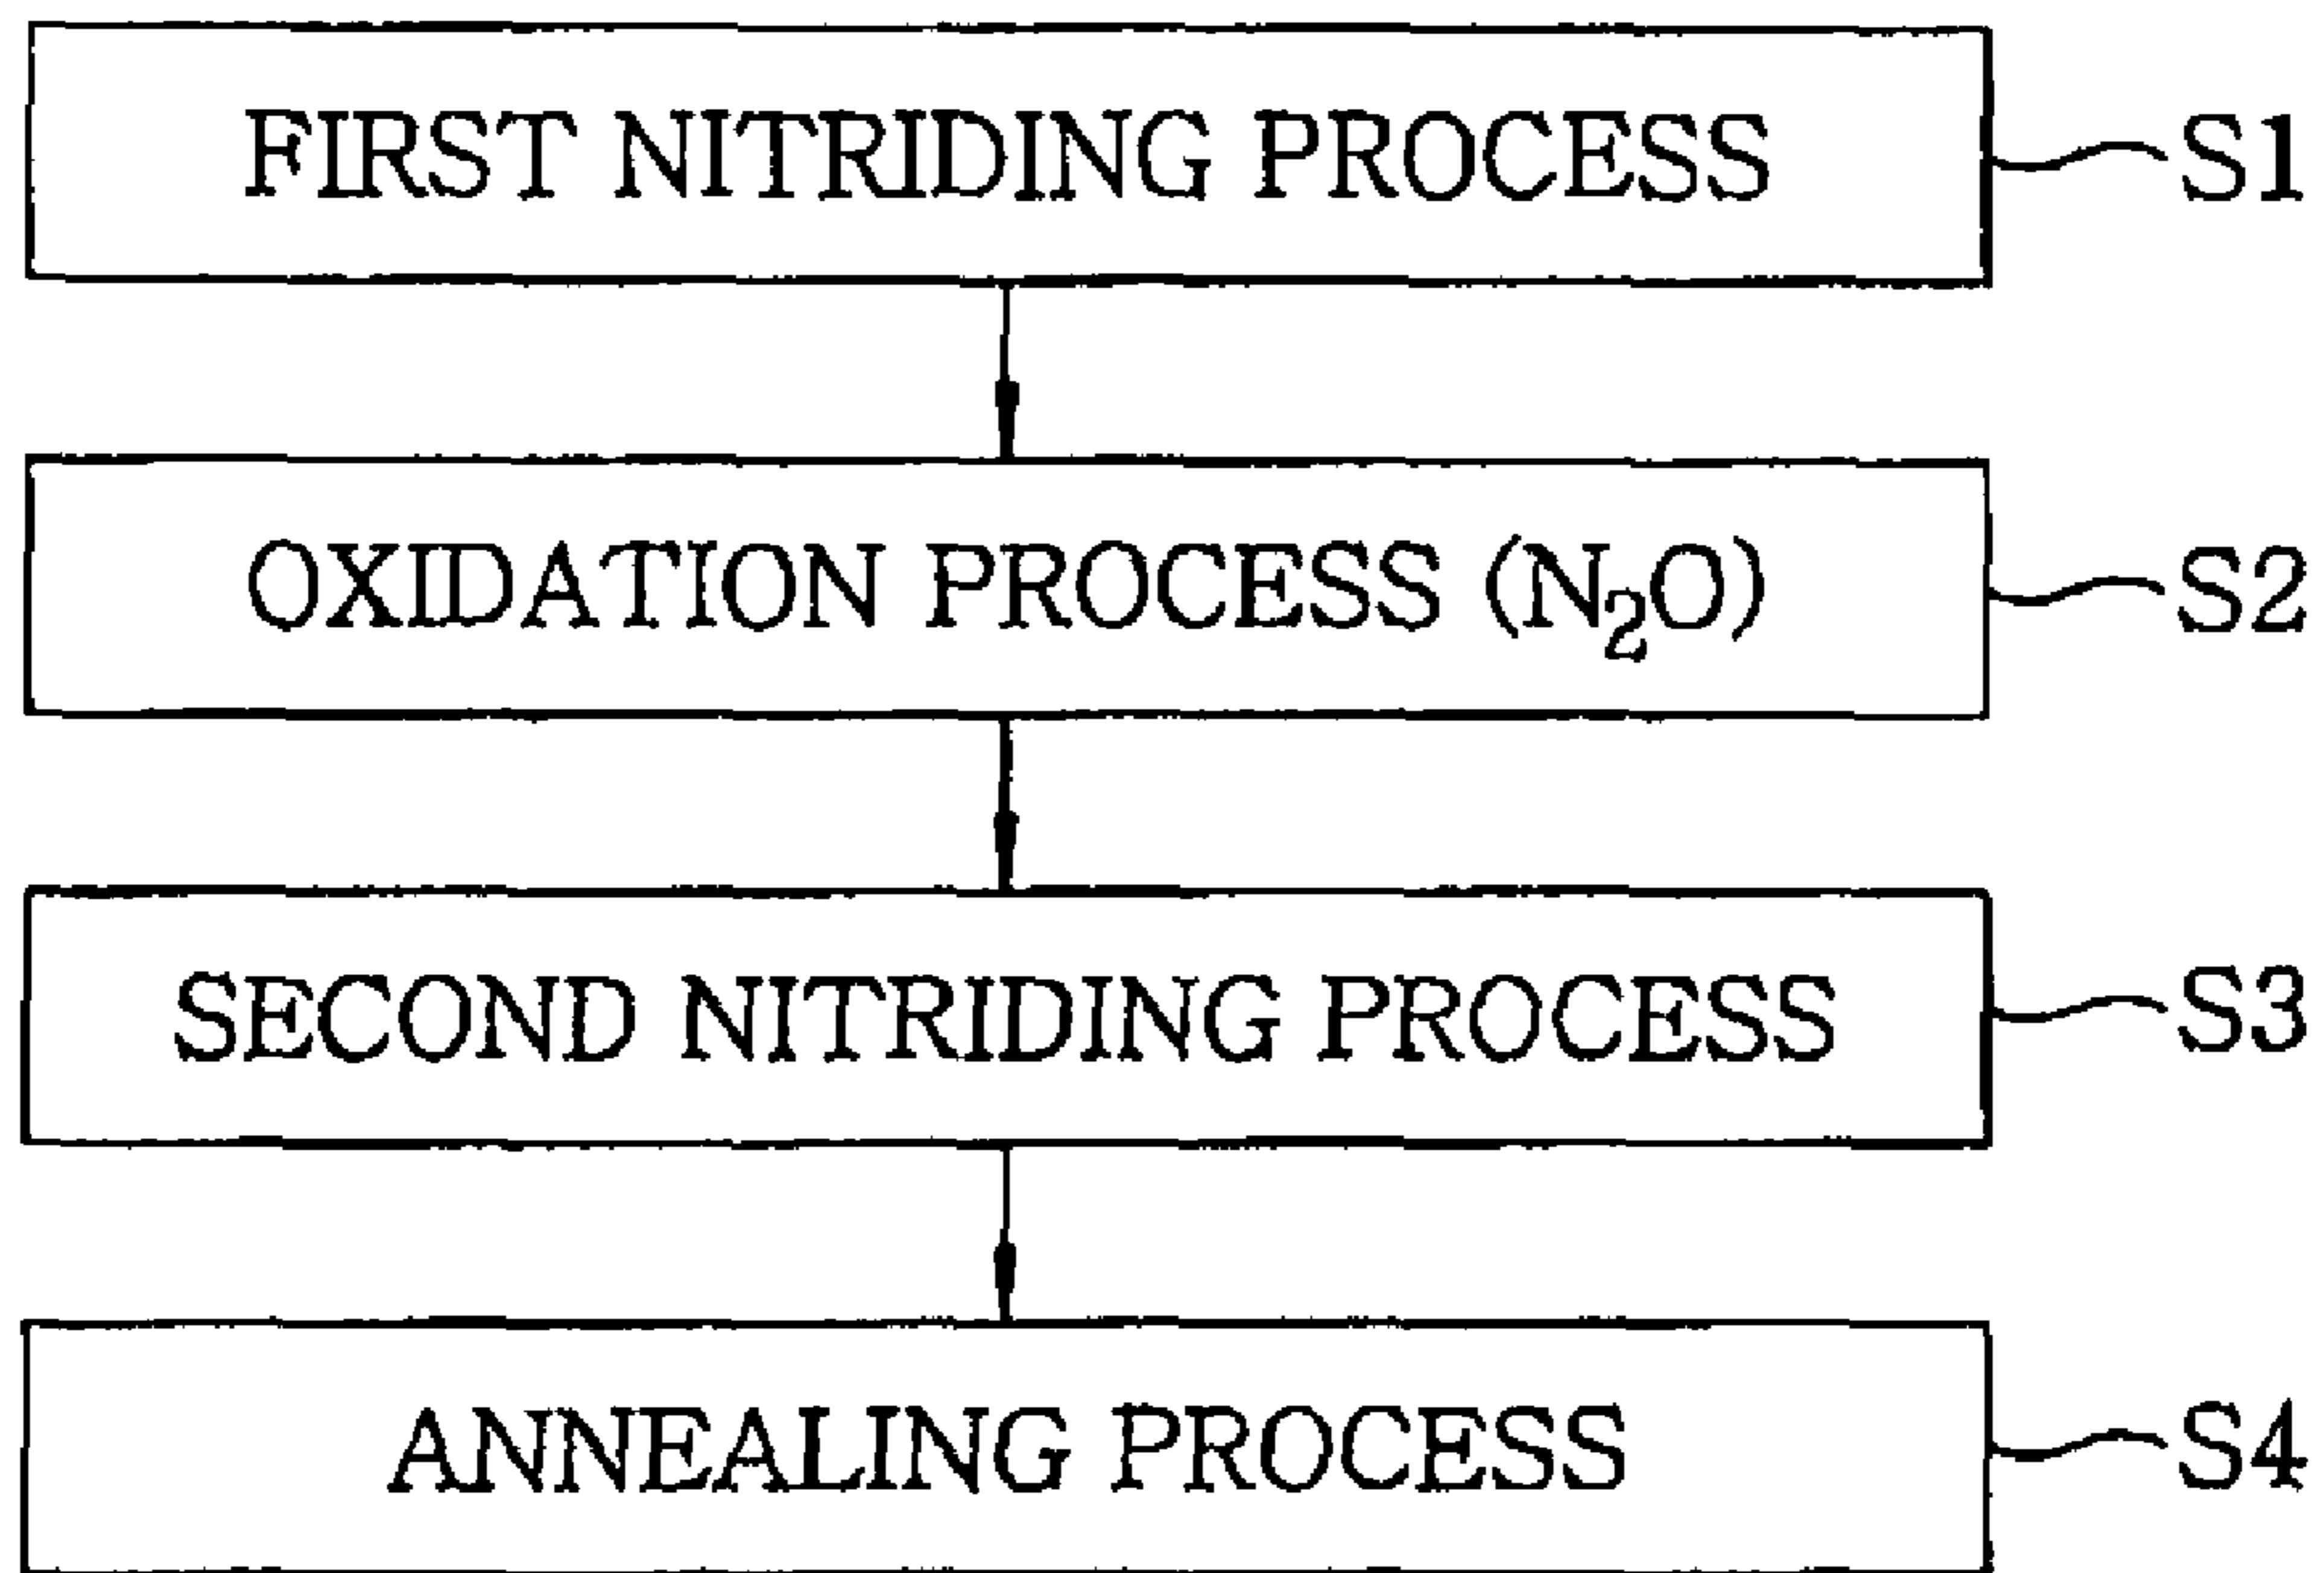 FIRST NITRIDING PROCESS S1
OXIDATION PROCESS (N₂O) S2
SECOND NITRIDING PROCESS S3
ANNEALING PROCESS S4